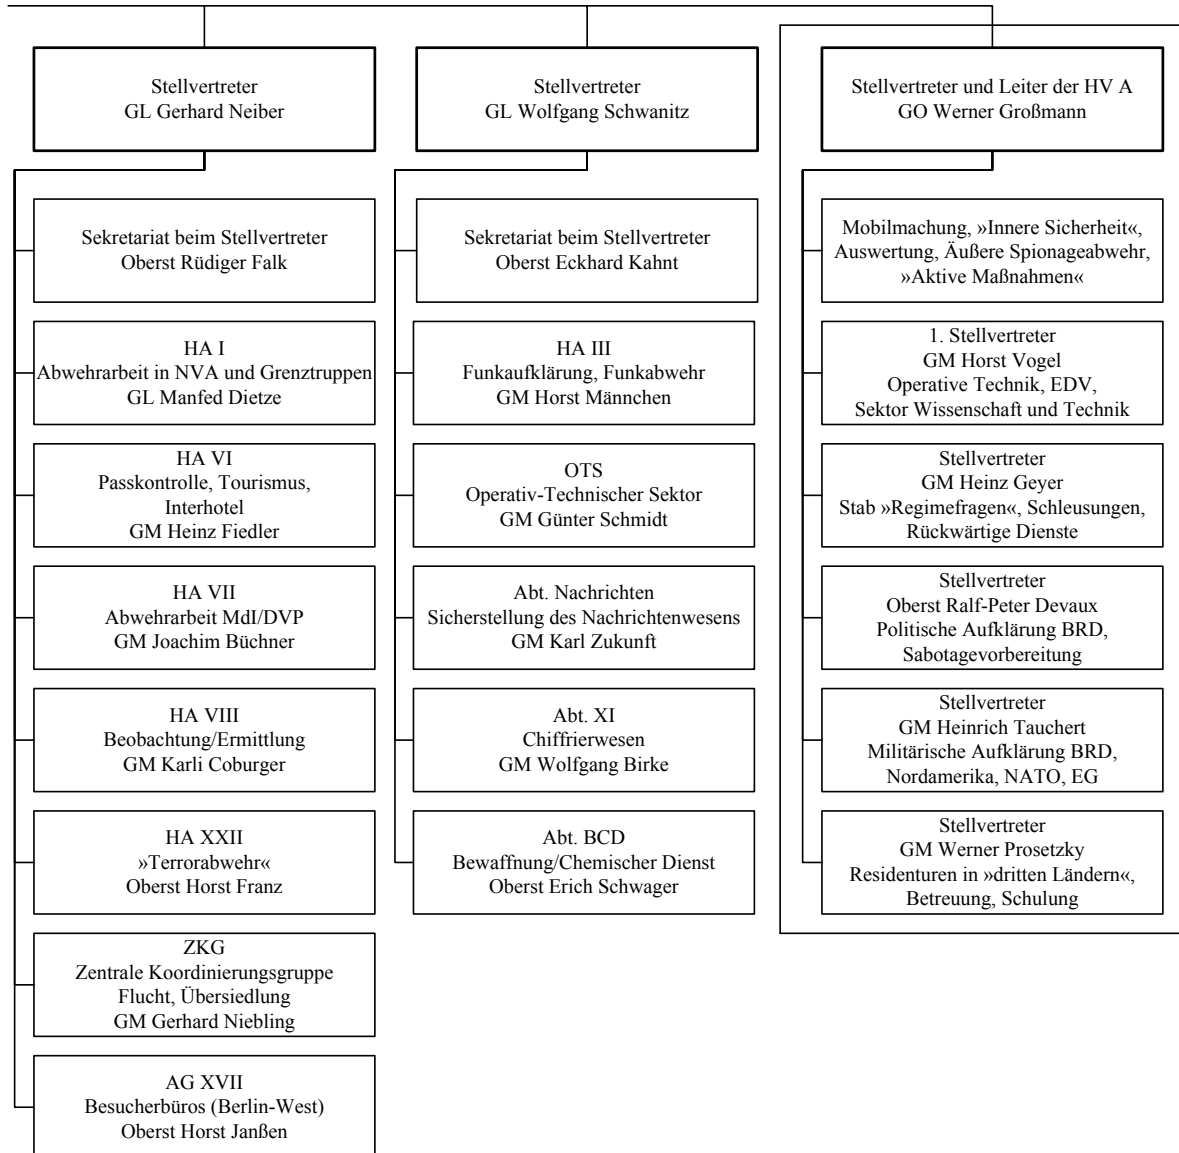 Stellvertreter
GL Gerhard Neiber
Sekretariat beim Stellvertreter
Oberst Rüdiger Falk
HA I
Abwehrarbeit in NVA und Grenztruppen
GL Manfed Dietze
HA VI
Passkontrolle, Tourismus,
Interhotel
GM Heinz Fiedler
HA VII
Abwehrarbeit MdI/DVP
GM Joachim Büchner
HA VIII
Beobachtung/Ermittlung
GM Karli Coburger
HA XXII
»Terrorabwehr«
Oberst Horst Franz
ZKG
Zentrale Koordinierungsgruppe
Flucht, Übersiedlung
GM Gerhard Niebling
AG XVII
Besucherbüros (Berlin-West)
Oberst Horst Janßen
Stellvertreter
GL Wolfgang Schwanitz
Sekretariat beim Stellvertreter
Oberst Eckhard Kahnt
HA III
Funkaufklärung, Funkabwehr
GM Horst Männchen
OTS
Operativ-Technischer Sektor
GM Günter Schmidt
Abt. Nachrichten
Sicherstellung des Nachrichtenwesens
GM Karl Zukunft
Abt. XI
Chiffrierwesen
GM Wolfgang Birke
Abt. BCD
Bewaffnung/Chemischer Dienst
Oberst Erich Schwager
Stellvertreter und Leiter der HV A
GO Werner Großmann
Mobilmachung, »Innere Sicherheit«,
Auswertung, Äußere Spionageabwehr,
»Aktive Maßnahmen«
1. Stellvertreter
GM Horst Vogel
Operative Technik, EDV,
Sektor Wissenschaft und Technik
Stellvertreter
GM Heinz Geyer
Stab »Regimefragen«, Schleusungen,
Rückwärtige Dienste
Stellvertreter
Oberst Ralf-Peter Devaux
Politische Aufklärung BRD,
Sabotagevorbereitung
Stellvertreter
GM Heinrich Tauchert
Militärische Aufklärung BRD,
Nordamerika, NATO, EG
Stellvertreter
GM Werner Prosetzky
Residenturen in »dritten Ländern«,
Betreuung, Schulung